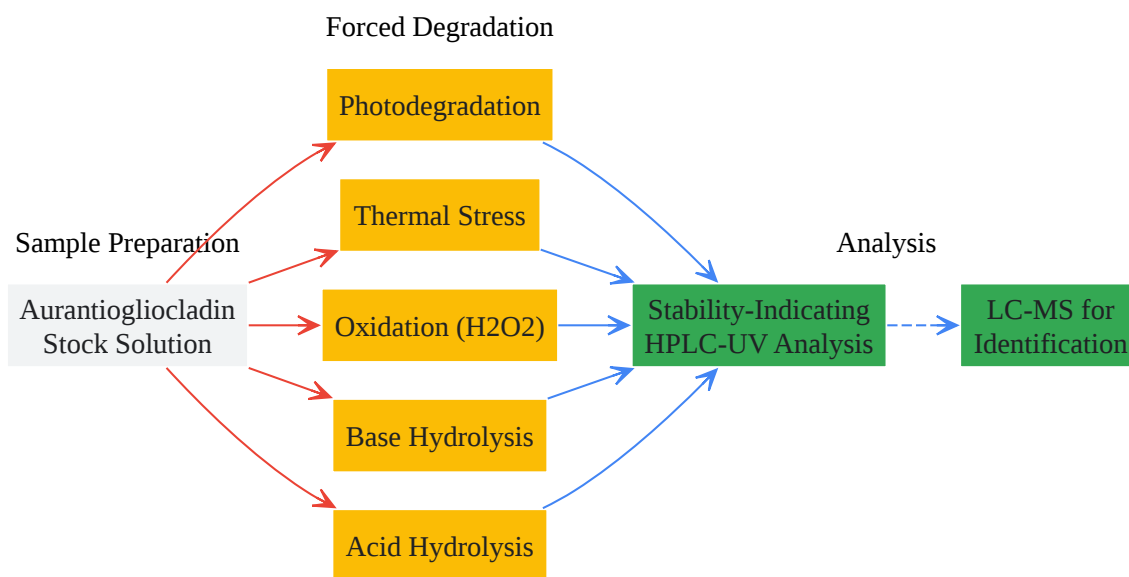 Forced Degradation
Photodegradation
Thermal Stress
Sample Preparation
Analysis
Aurantiogliocladin
Stock Solution
Oxidation (H2O2)
Stability-Indicating
HPLC-UV Analysis
LC-MS for
Identification
Base Hydrolysis
Acid Hydrolysis